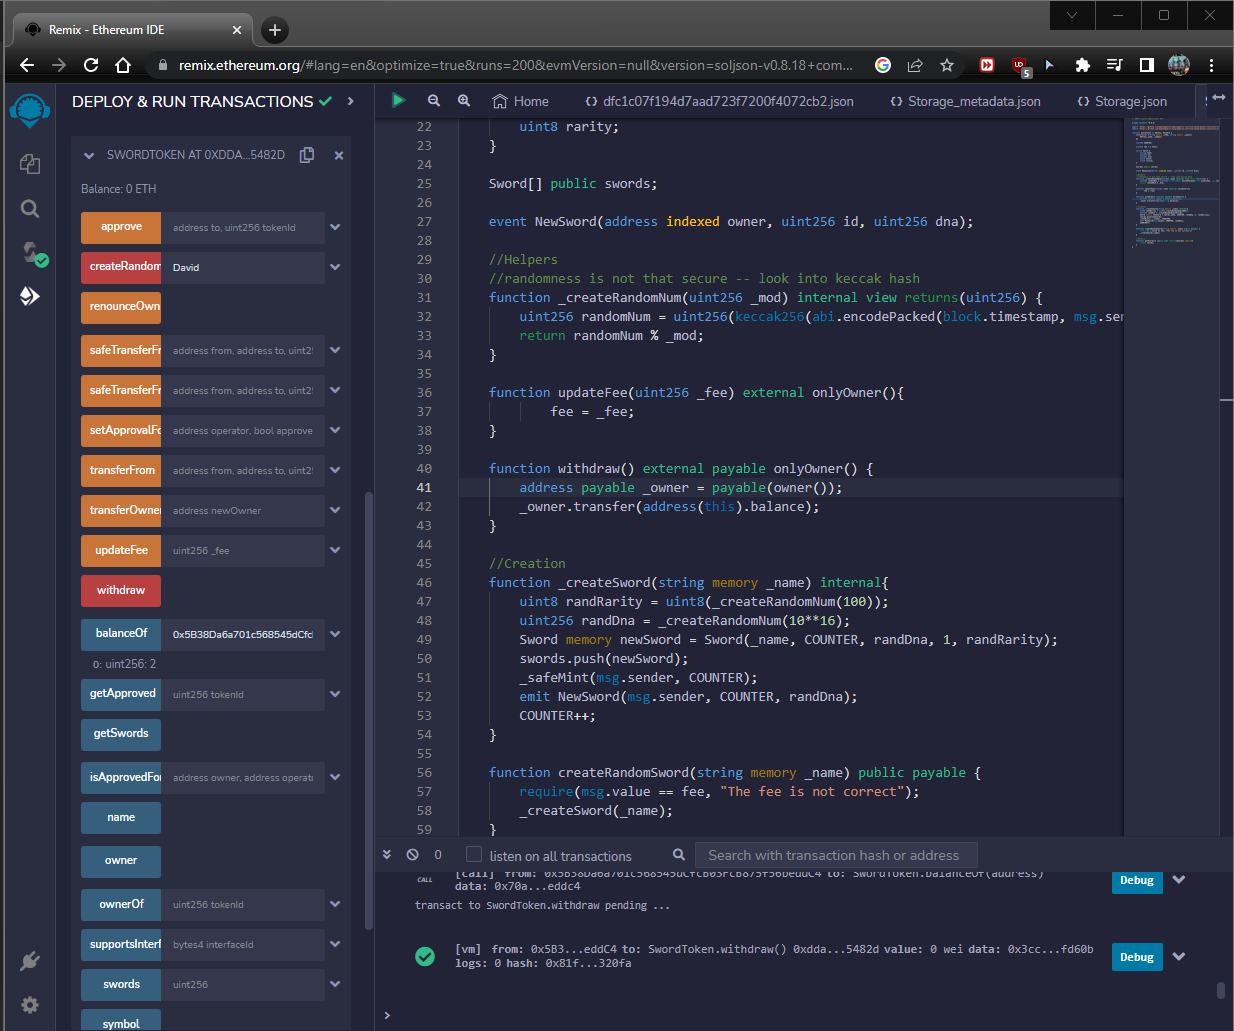 Remix - Ethereum IDE
remix.ethereum.org/#lang=en&optimize=true&runs=200&evmVersion=null&version=soljson-v0.8.18+com...
5
DEPLOY & RUN TRANSACTIONS
SWORDTOKEN AT 0XDDA...5482D
Balance: 0 ETH
approve address to, uint256 tokenId
createRandom David
renounceOwn
safeTransferFr address from, address to, uint25
safeTransferFr address from, address to, uint25
setApprovalFo address operator, bool approve
transferFrom address from, address to, uint25
transferOwner address newOwner
updateFee uint256 _fee
withdraw
balanceOf 0x5B38Da6a701c568545dCfcl
0: uint256: 2
getApproved uint256 tokenId
getSwords
isApprovedFo address owner, address operat
name
owner
ownerOf uint256 tokenId
supportsInterf bytes4 interfaceId
swords uint256
symbol
Home
dfc1c07f194d7aad723f7200f4072cb2.json
Storage_metadata.json
Storage.json
22 uint8 rarity;
23 }
24
25 Sword[] public swords;
26
27 event NewSword(address indexed owner, uint256 id, uint256 dna);
28
29 //Helpers
30 //randomness is not that secure -- look into keccak hash
31 function _createRandomNum(uint256 _mod) internal view returns(uint256) {
32 uint256 randomNum = uint256(keccak256(abi.encodePacked(block.timestamp, msg.sen
33 return randomNum % _mod;
34 }
35
36 function updateFee(uint256 _fee) external onlyOwner(){
37 fee = _fee;
38 }
39
40 function withdraw() external payable onlyOwner() {
41 address payable _owner = payable(owner());
42 _owner.transfer(address(this).balance);
43 }
44
45 //Creation
46 function _createSword(string memory _name) internal{
47 uint8 randRarity = uint8(_createRandomNum(100));
48 uint256 randDna = _createRandomNum(10**16);
49 Sword memory newSword = Sword(_name, COUNTER, randDna, 1, randRarity);
50 swords.push(newSword);
51 _safeMint(msg.sender, COUNTER);
52 emit NewSword(msg.sender, COUNTER, randDna);
53 COUNTER++;
54 }
55
56 function createRandomSword(string memory _name) public payable {
57 require(msg.value == fee, "The fee is not correct");
58 _createSword(_name);
59 }
0 listen on all transactions Search with transaction hash or address
CALL [call] from: 0x5B38Da6a701c568545dCfcB03FcB875f56beddC4 to: SwordToken.balanceOf(address)
data: 0x70a...eddc4
Debug
transact to SwordToken.withdraw pending ...
[vm] from: 0x5B3...eddC4 to: SwordToken.withdraw() 0xdda...5482d value: 0 wei data: 0x3cc...fd60b
logs: 0 hash: 0x81f...320fa
Debug
>